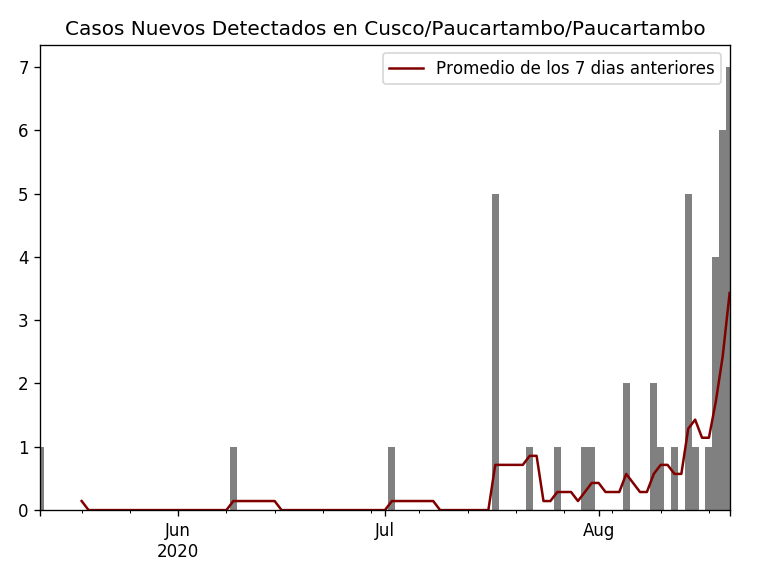 Casos Nuevos Detectados en Cusco/Paucartambo/Paucartambo
Promedio de los 7 dias anteriores
7
6
5
4
3
2
1
0
Jun
2020
Jul
Aug